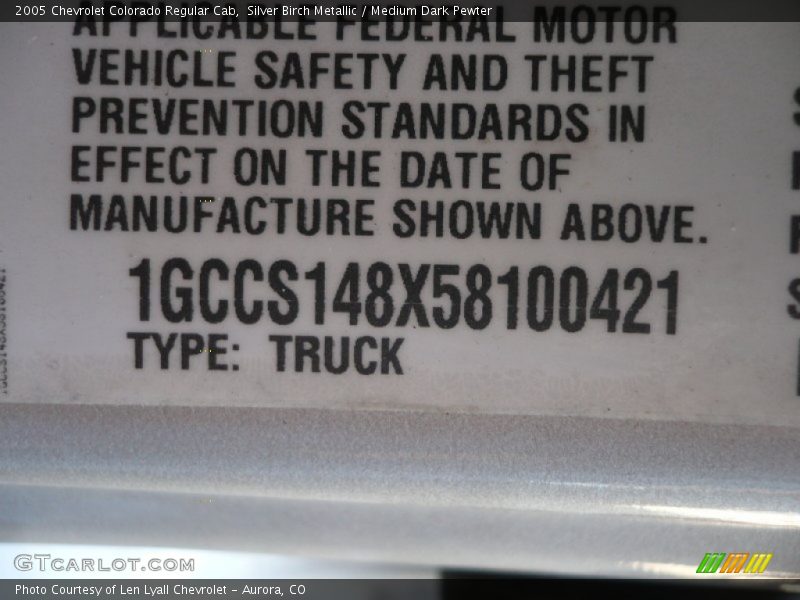 2005 Chevrolet Colorado Regular Cab, Silver Birch Metallic / Medium Dark Pewter
APPLICABLE FEDERAL MOTOR
VEHICLE SAFETY AND THEFT
PREVENTION STANDARDS IN
EFFECT ON THE DATE OF
MANUFACTURE SHOWN ABOVE.
1GCCS148X58100421
TYPE: TRUCK
1GCCS148X58100421
GTCARLOT.COM
Photo Courtesy of Len Lyall Chevrolet - Aurora, CO